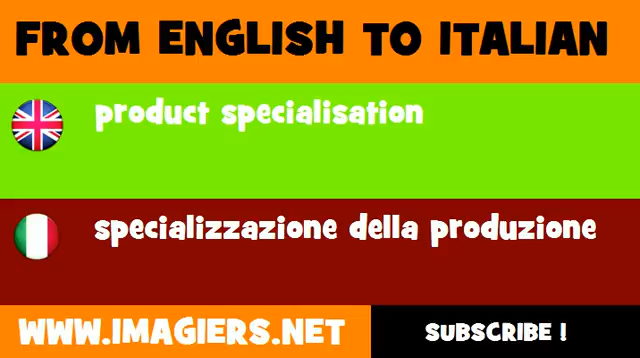 FROM ENGLISH TO ITALIAN
product specialisation
specializzazione della produzione
WWW.IMAGIERS.NET
SUBSCRIBE !